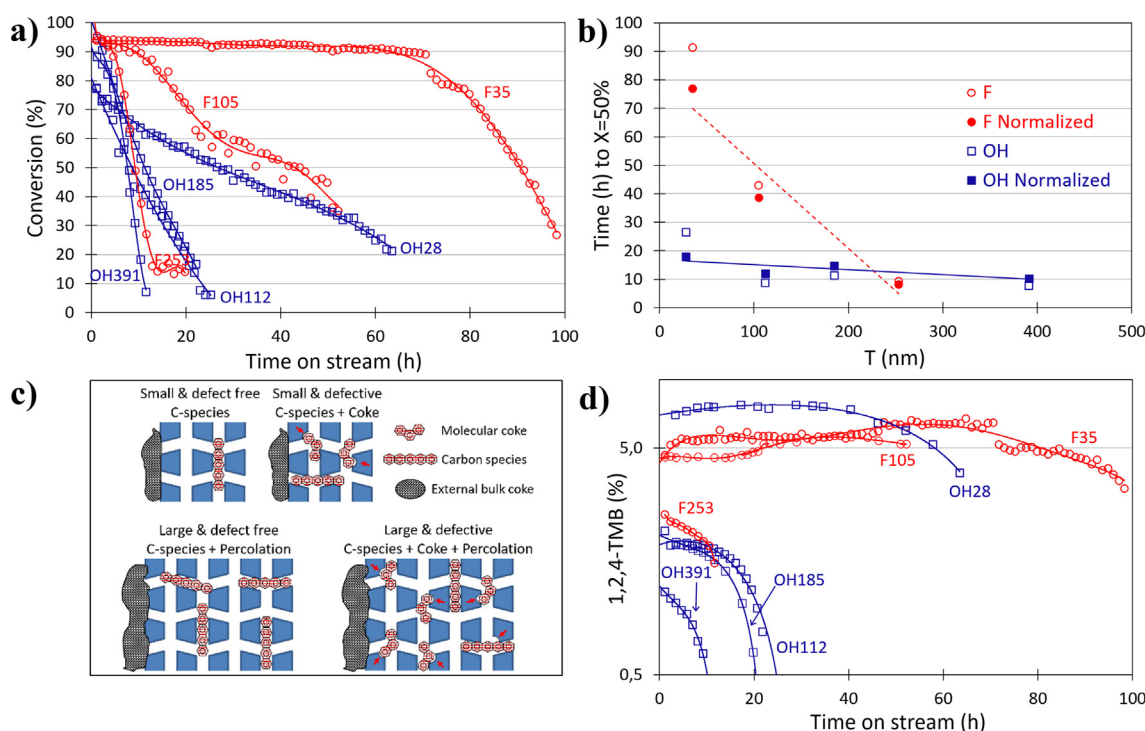 a)
100
90
80
70
60
50
40
30
20
10
0
Conversion (%)
F105
F35
OH185
OH28
F253
OH391
OH112
0 20 40 60 80 100
Time on stream (h)
b)
100
90
80
70
60
50
40
30
20
10
0
Time (h) to X=50%
F
F Normalized
OH
OH Normalized
0 100 200 300 400 500
T (nm)
c)
Small & defect free
C-species
Small & defective
C-species + Coke
Molecular coke
Carbon species
External bulk coke
Large & defect free
C-species + Percolation
Large & defective
C-species + Coke + Percolation
d)
5.0
0,5
1,2,4-TMB (%)
F35
F105
OH28
F253
OH391
OH185
OH112
0 20 40 60 80 100
Time on stream (h)